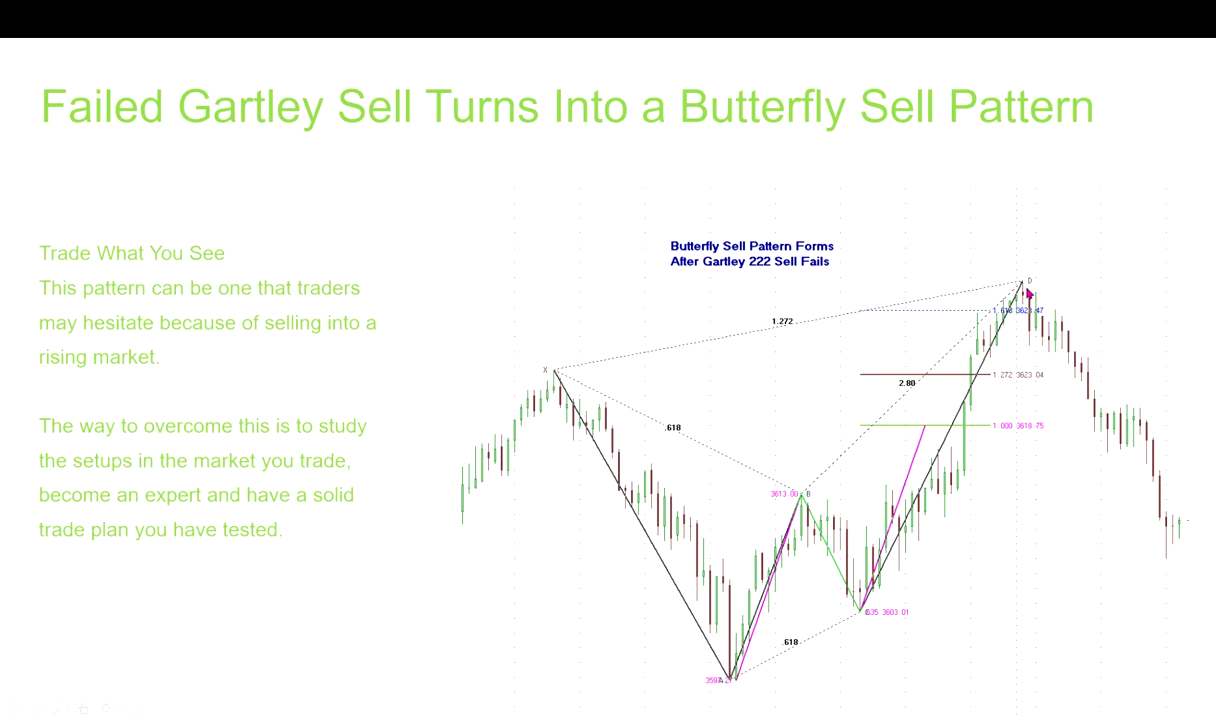 Failed Gartley Sell Turns Into a Butterfly Sell Pattern
Trade What You See
This pattern can be one that traders
may hesitate because of selling into a
rising market.
The way to overcome this is to study
the setups in the market you trade,
become an expert and have a solid
trade plan you have tested.
Butterfly Sell Pattern Forms
After Gartley 222 Sell Fails
D
1.272
X
1 272 3623 04
2.80
.618
1 000 3618 75
3613 00
B
635 3603 01
.618